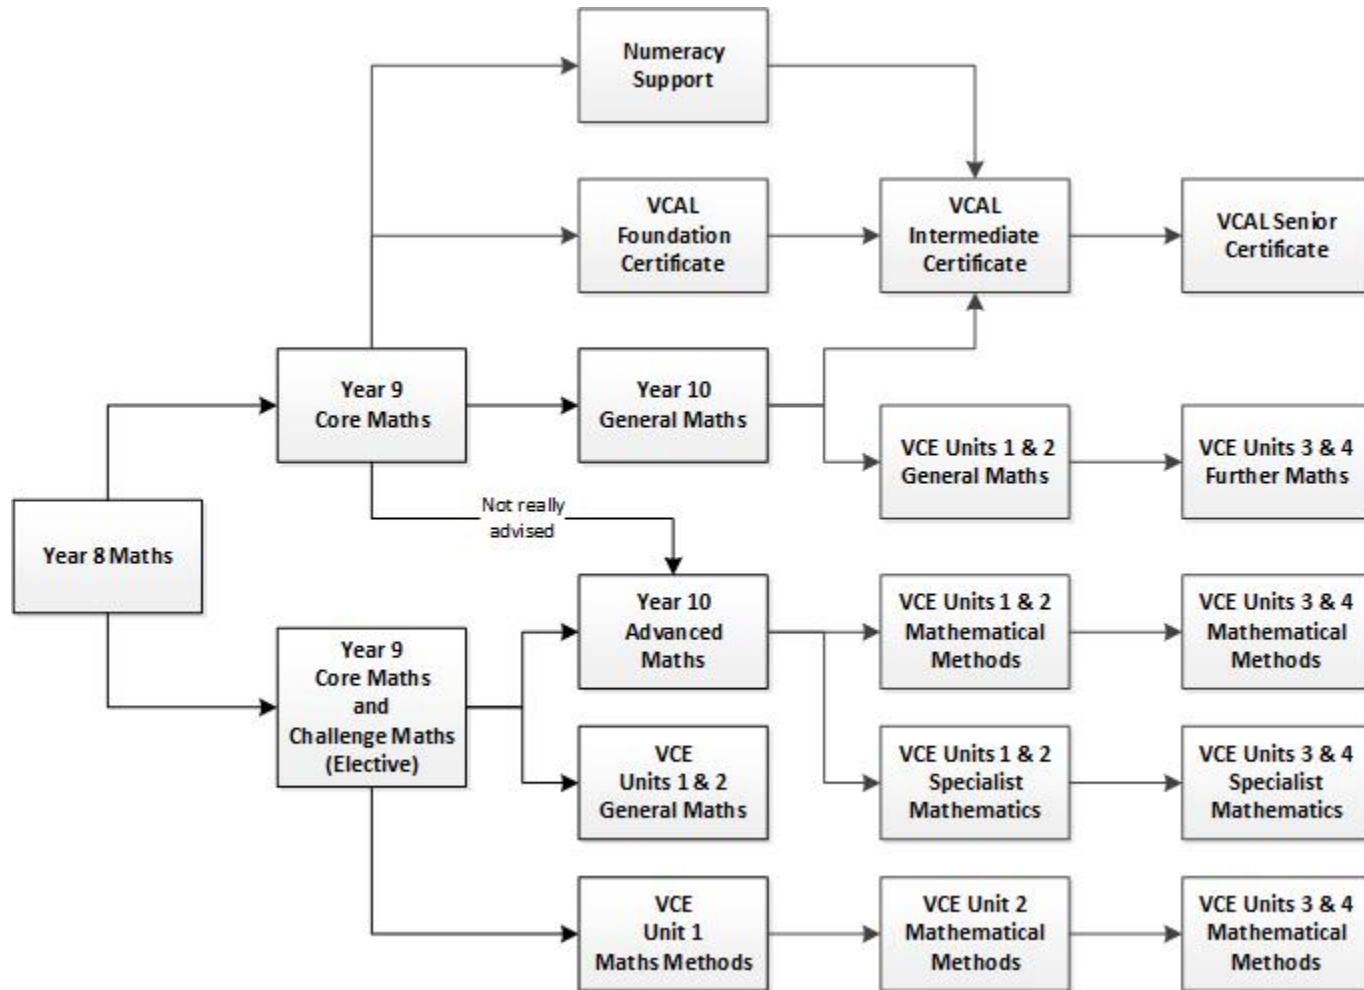 Numeracy
Support
VCAL
Foundation
Certificate
VCAL
Intermediate
Certificate
VCAL Senior
Certificate
Year 9
Core Maths
Year 10
General Maths
VCE Units 1 & 2
General Maths
VCE Units 3 & 4
Further Maths
Not really
advised
Year 8 Maths
Year 10
Advanced
Maths
VCE Units 1 & 2
Mathematical
Methods
VCE Units 3 & 4
Mathematical
Methods
Year 9
Core Maths
and
Challenge Maths
(Elective)
VCE
Units 1 & 2
General Maths
VCE Units 1 & 2
Specialist
Mathematics
VCE Units 3 & 4
Specialist
Mathematics
VCE
Unit 1
Maths Methods
VCE Unit 2
Mathematical
Methods
VCE Units 3 & 4
Mathematical
Methods